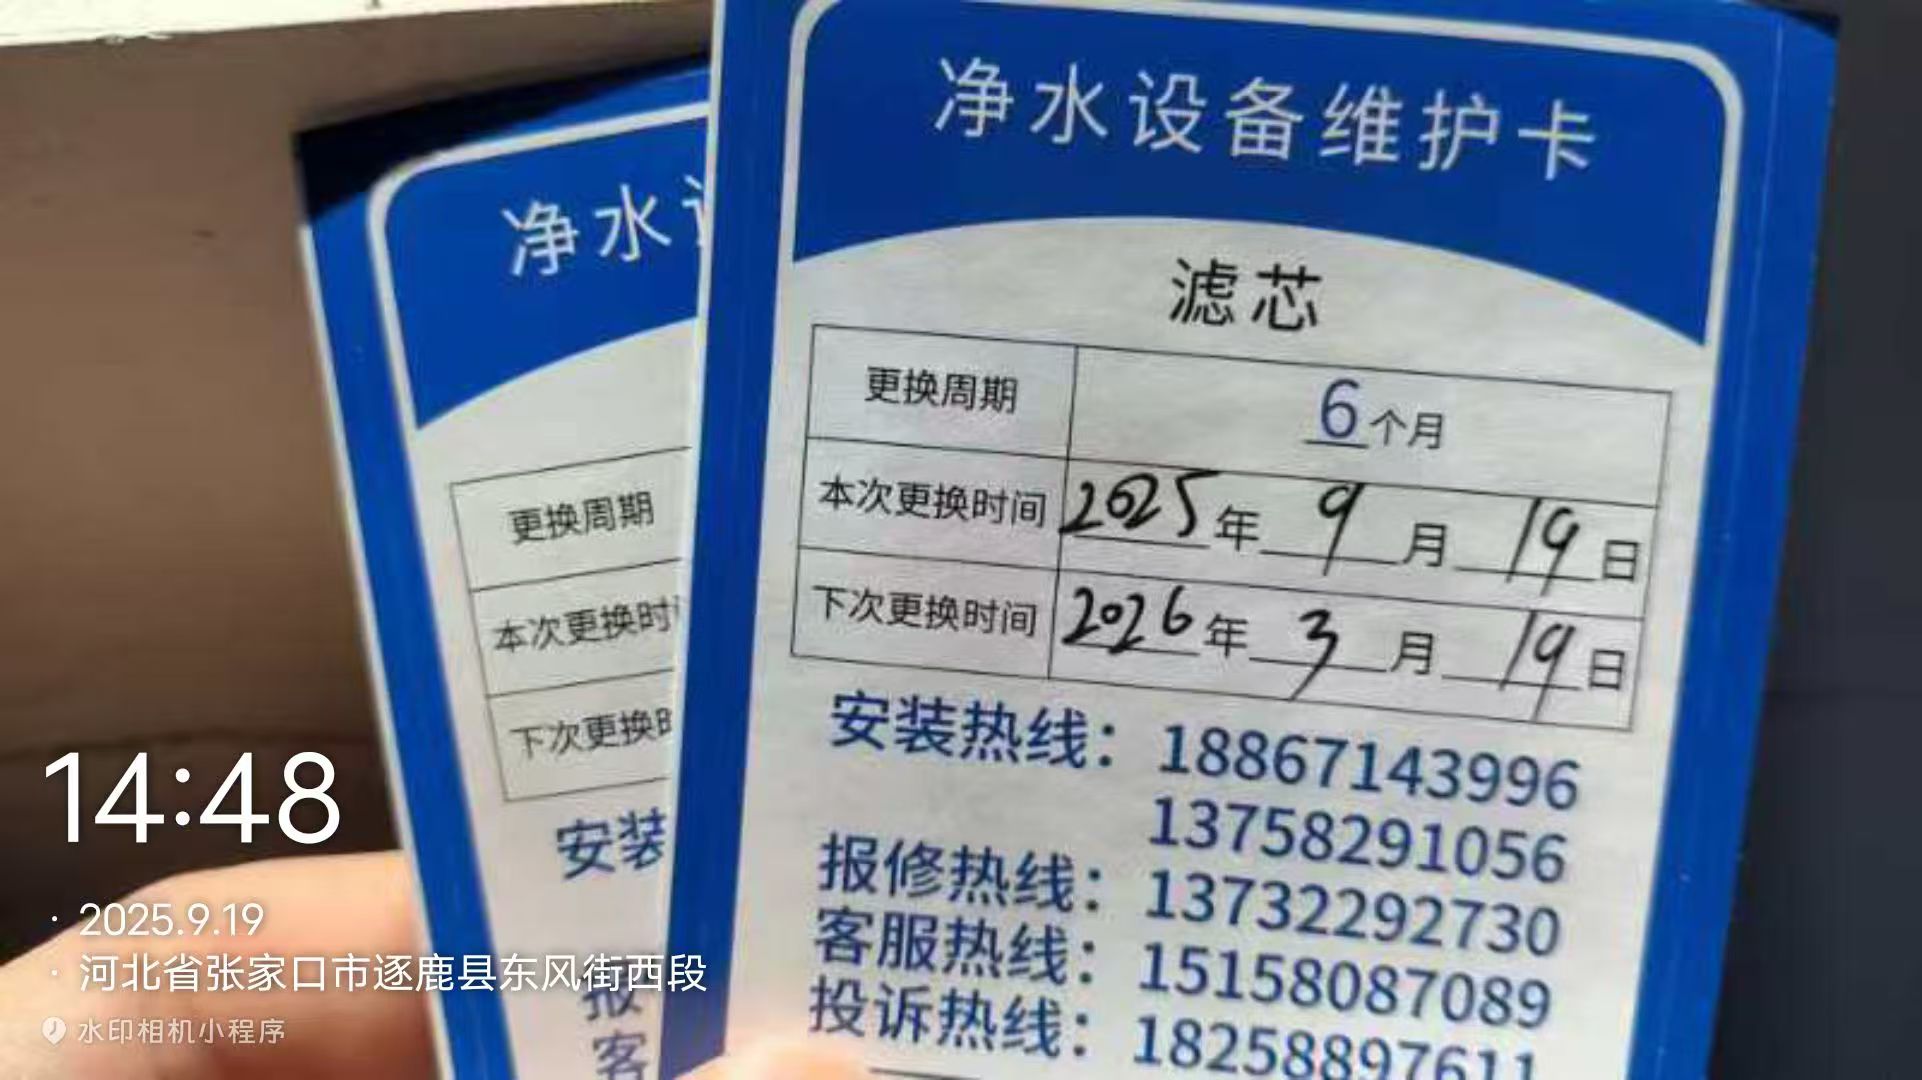 净水设备维护卡
滤芯
更换周期 6个月
本次更换时间 2025年9月19日
下次更换时间 2026年3月19日
安装热线：18867143996
13758291056
报修热线：13732292730
客服热线：15158087089
投诉热线：18258897611
净水
更换周期
本次更换时
下次更换时
安装
报
客
14:48
· 2025.9.19
· 河北省张家口市逐鹿县东风街西段
水印相机小程序